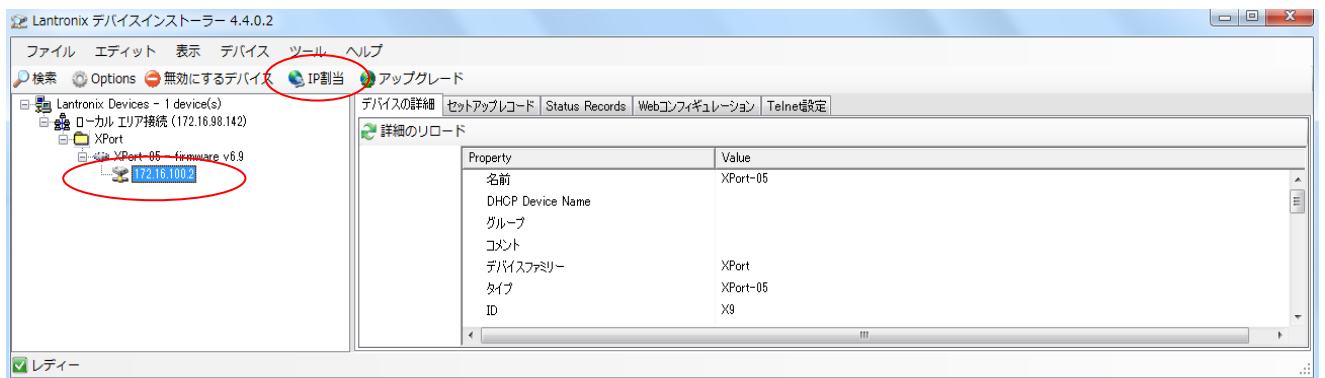 Lantronix デバイスインストーラー 4.4.0.2
ファイル エディット 表示 デバイス ツール ヘルプ
検索 Options 無効にするデバイス IP割当 アップグレード
Lantronix Devices - 1 device(s)
ローカル エリア接続 (172.16.98.142)
XPort
XPort-05 - firmware v6.9
172.16.100.2
デバイスの詳細 セットアップレコード Status Records Webコンフィギュレーション Telnet設定
詳細のリロード
Property Value
名前 XPort-05
DHCP Device Name
グループ
コメント
デバイスファミリー XPort
タイプ XPort-05
ID X9
レディー